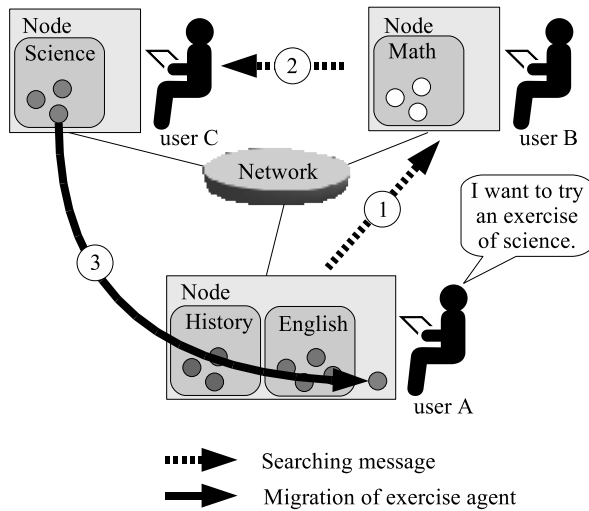 Node
Science
user C
2
Node
Math
user B
Network
1
I want to try
an exercise
of science.
3
Node
History
English
user A
Searching message
Migration of exercise agent